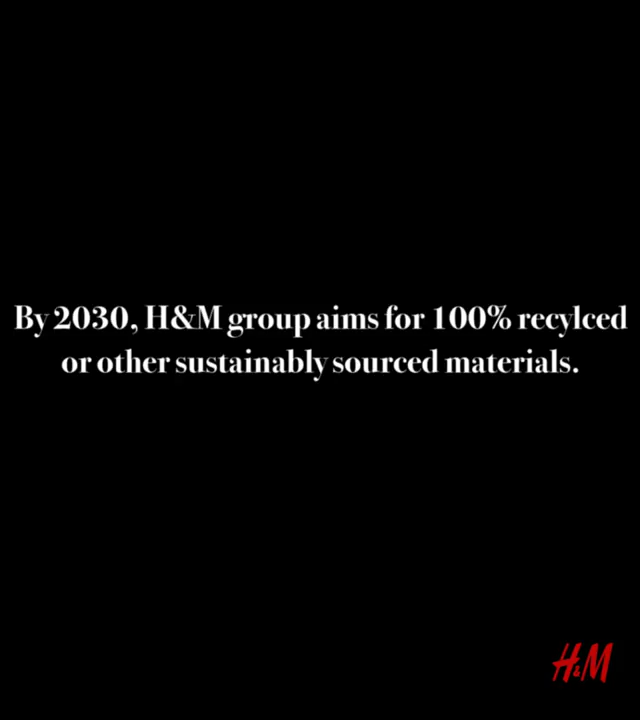 By 2030, H&M group aims for 100% recylced
or other sustainably sourced materials.
H&M